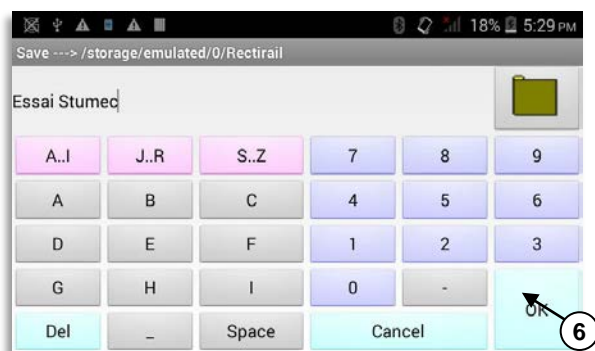 18% 5:29 PM
Save ---> /storage/emulated/0/Rectirail
Essai Stumec
A..I J..R S..Z 7 8 9
A B C 4 5 6
D E F 1 2 3
G H I 0 -
OK
6
Del _ Space Cancel